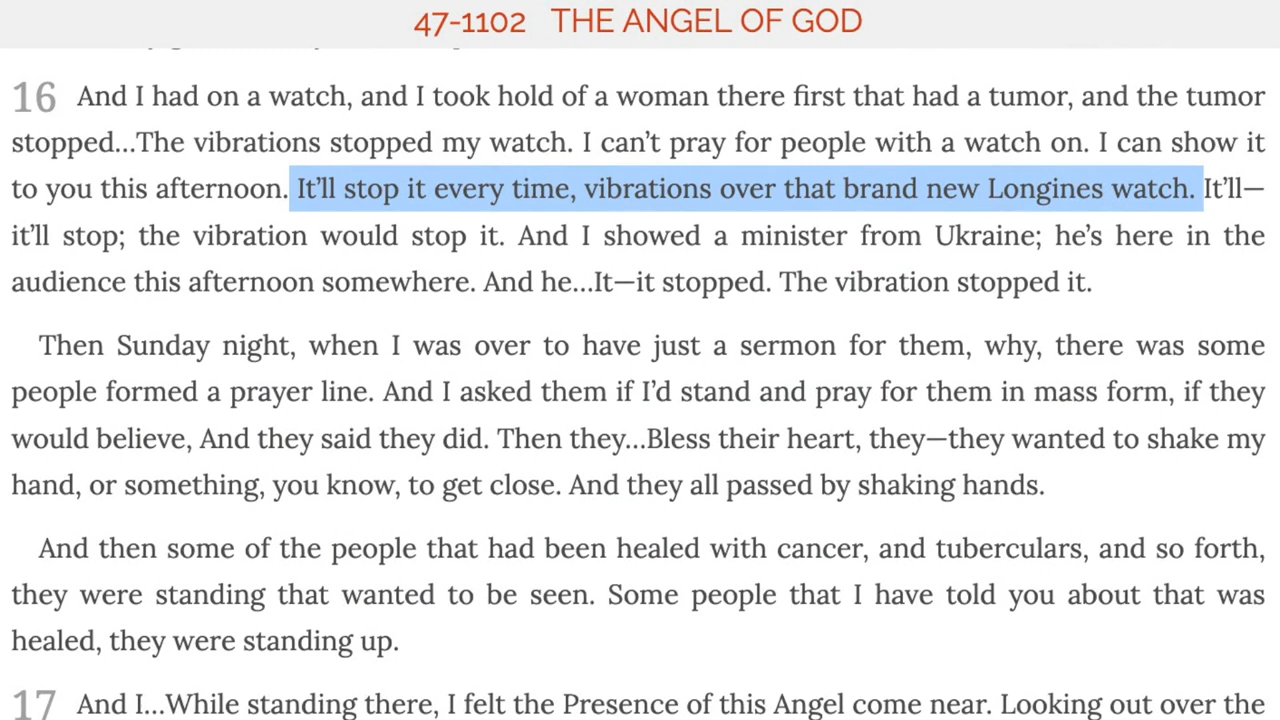 47-1102 THE ANGEL OF GOD
16 And I had on a watch, and I took hold of a woman there first that had a tumor, and the tumor
stopped…The vibrations stopped my watch. I can’t pray for people with a watch on. I can show it
to you this afternoon. It’ll stop it every time, vibrations over that brand new Longines watch. It’ll—
it’ll stop; the vibration would stop it. And I showed a minister from Ukraine; he’s here in the
audience this afternoon somewhere. And he…It—it stopped. The vibration stopped it.
Then Sunday night, when I was over to have just a sermon for them, why, there was some
people formed a prayer line. And I asked them if I’d stand and pray for them in mass form, if they
would believe, And they said they did. Then they…Bless their heart, they—they wanted to shake my
hand, or something, you know, to get close. And they all passed by shaking hands.
And then some of the people that had been healed with cancer, and tuberculars, and so forth,
they were standing that wanted to be seen. Some people that I have told you about that was
healed, they were standing up.
17 And I…While standing there, I felt the Presence of this Angel come near. Looking out over the